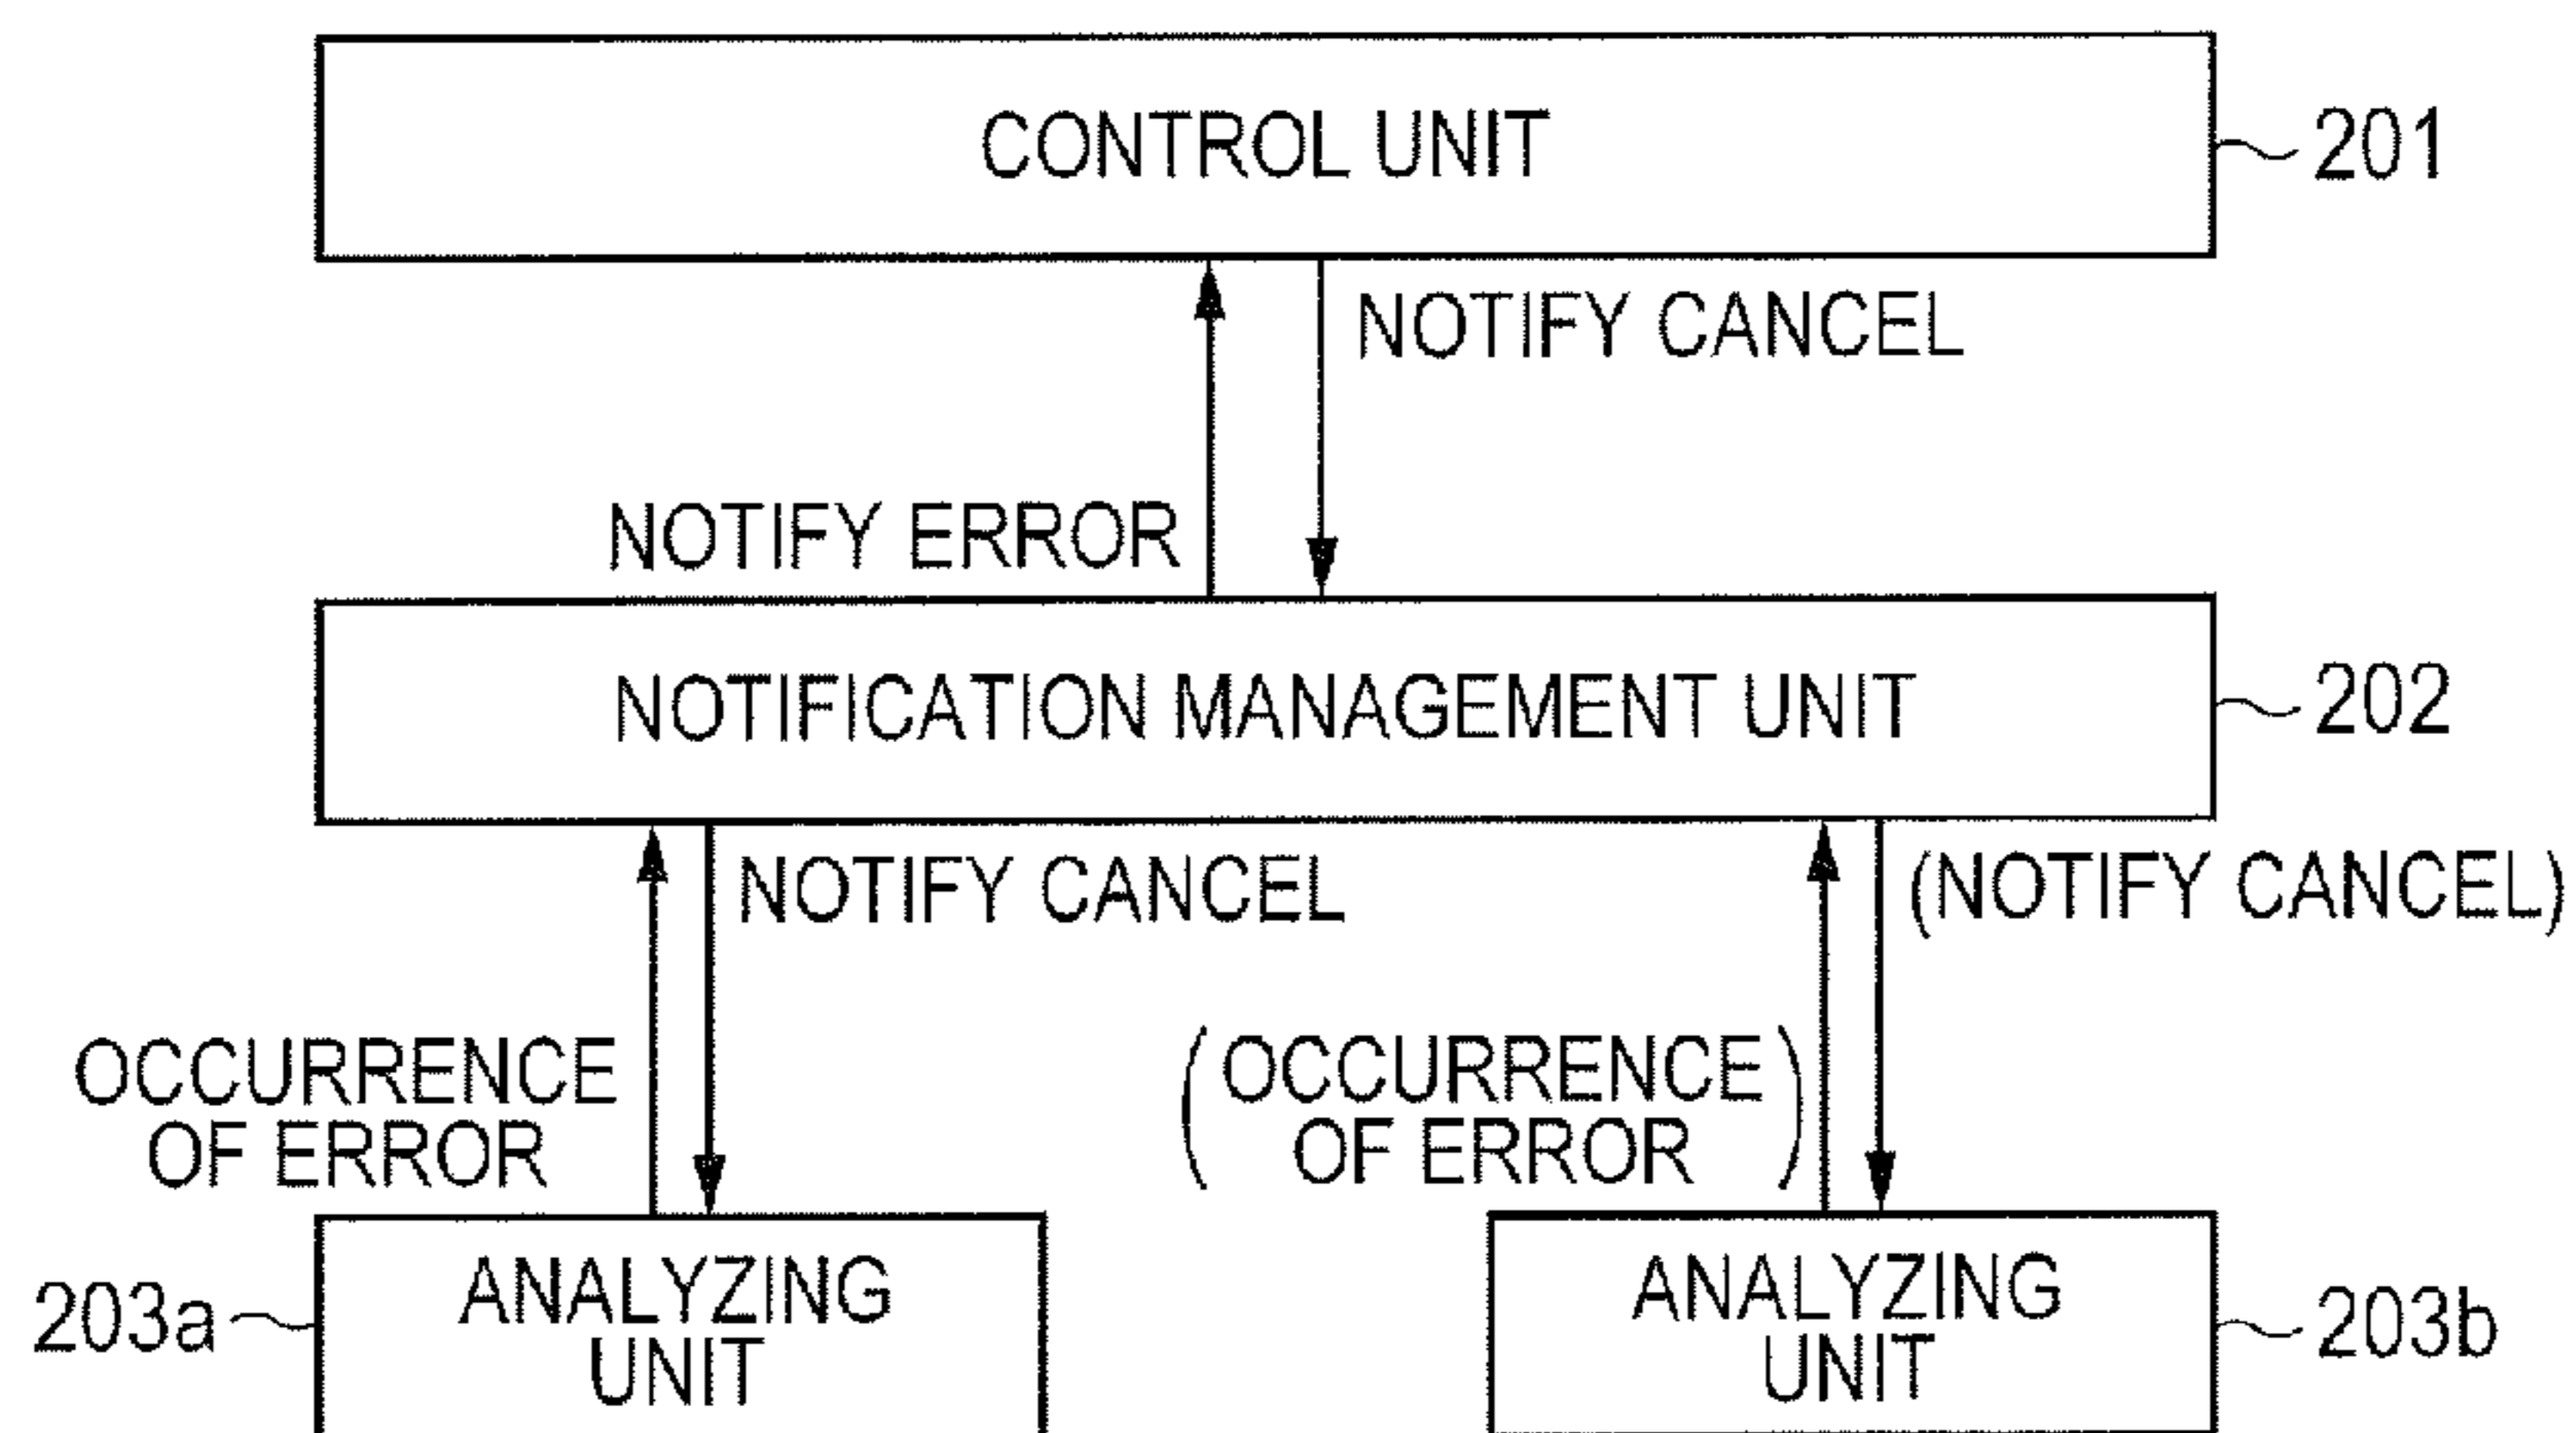 CONTROL UNIT
201
NOTIFY CANCEL
NOTIFY ERROR
NOTIFICATION MANAGEMENT UNIT
202
NOTIFY CANCEL
(NOTIFY CANCEL)
OCCURRENCE
OF ERROR
(OCCURRENCE
OF ERROR)
203a
ANALYZING
UNIT
ANALYZING
UNIT
203b